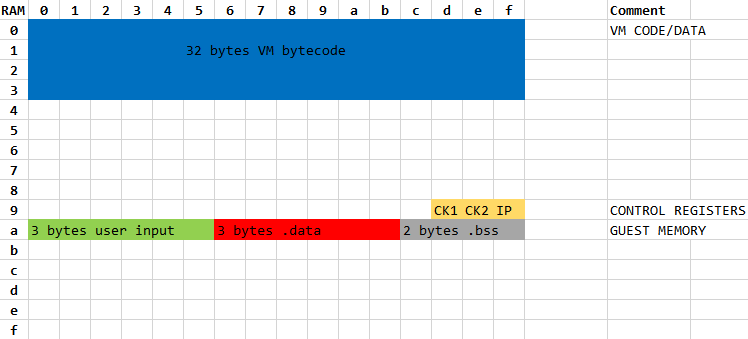 RAM 0 1 2 3 4 5 6 7 8 9 a b c d e f Comment
0 VM CODE/DATA
1 32 bytes VM bytecode
2
3
4
5
6
7
8
9 CK1 CK2 IP CONTROL REGISTERS
a 3 bytes user input 3 bytes .data 2 bytes .bss GUEST MEMORY
b
c
d
e
f